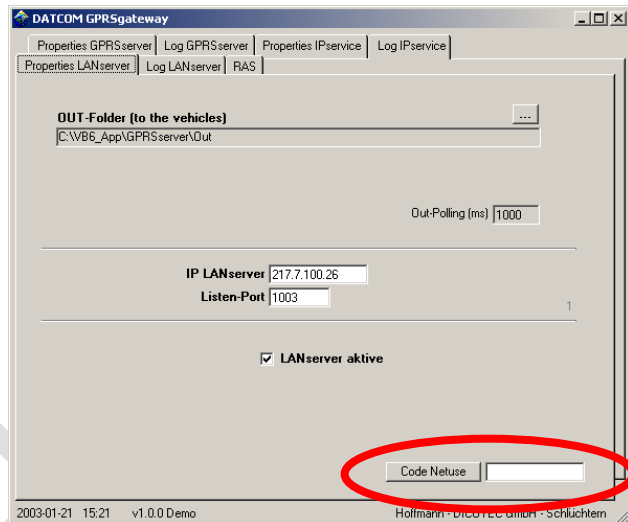 DATCOM GPRSgateway
Properties GPRSserver Log GPRSserver Properties IPservice Log IPservice
Properties LANserver Log LANserver RAS
OUT-Folder (to the vehicles) ...
C:\VB6_App\GPRSserver\Out
Out-Polling (ms) 1000
IP LANserver 217.7.100.26
Listen-Port 1003
1
LANserver aktive
Code Netuse
2003-01-21 15:21 v1.0.0 Demo Hoffmann - DICOTEC GmbH - Schlüchtern